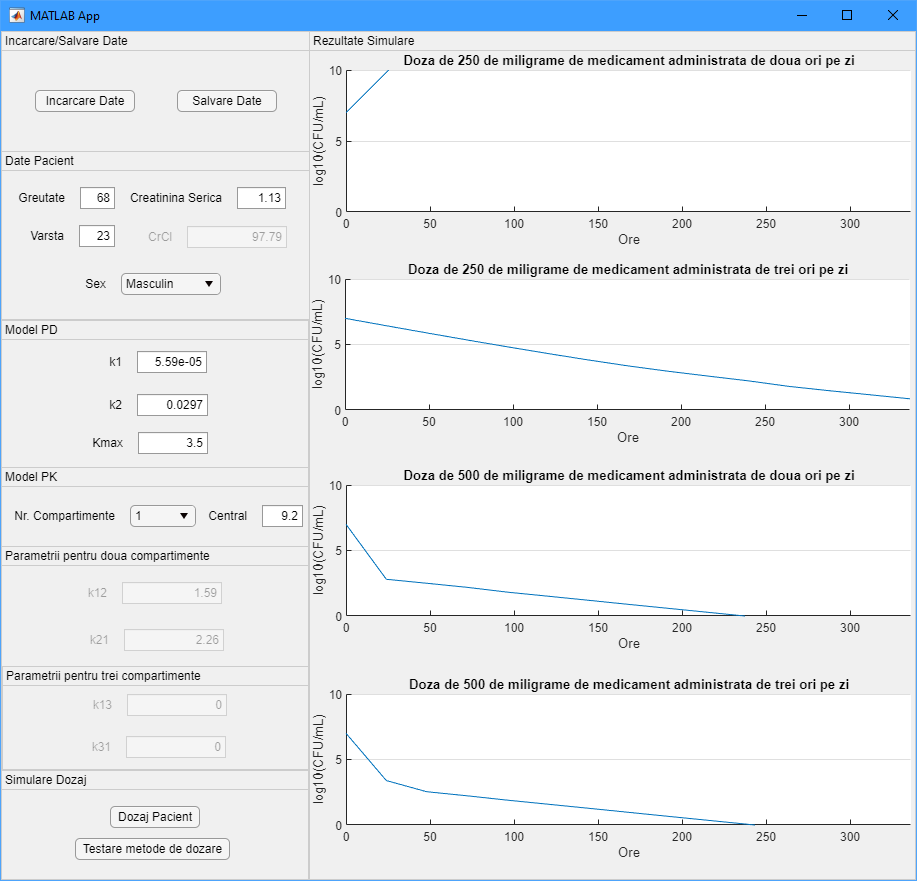 MATLAB App
Incarcare/Salvare Date
Incarcare Date
Salvare Date
Date Pacient
Greutate 68 Creatinina Serica 1.13
Varsta 23 CrCl 97.79
Sex Masculin
Model PD
k1 5.59e-05
k2 0.0297
Kmax 3.5
Model PK
Nr. Compartimente 1 Central 9.2
Parametrii pentru doua compartimente
k12 1.59
k21 2.26
Parametrii pentru trei compartimente
k13 0
k31 0
Simulare Dozaj
Dozaj Pacient
Testare metode de dozare
Rezultate Simulare
Doza de 250 de miligrame de medicament administrata de doua ori pe zi
log10(CFU/mL)
10
5
0
0 50 100 150 200 250 300
Ore
Doza de 250 de miligrame de medicament administrata de trei ori pe zi
log10(CFU/mL)
10
5
0
0 50 100 150 200 250 300
Ore
Doza de 500 de miligrame de medicament administrata de doua ori pe zi
log10(CFU/mL)
10
5
0
0 50 100 150 200 250 300
Ore
Doza de 500 de miligrame de medicament administrata de trei ori pe zi
log10(CFU/mL)
10
5
0
0 50 100 150 200 250 300
Ore